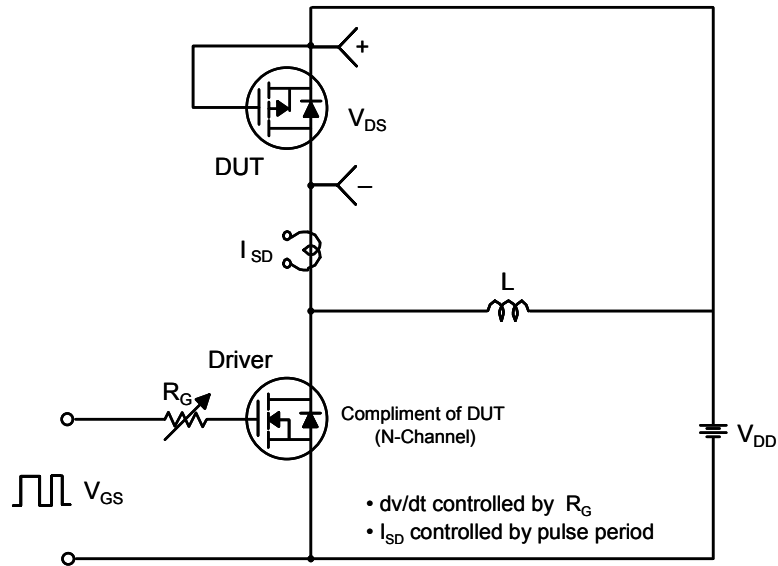 +
V_DS
DUT
–
I_SD
L
Driver
R_G
Compliment of DUT
(N-Channel)
V_DD
V_GS
• dv/dt controlled by R_G
• I_SD controlled by pulse period